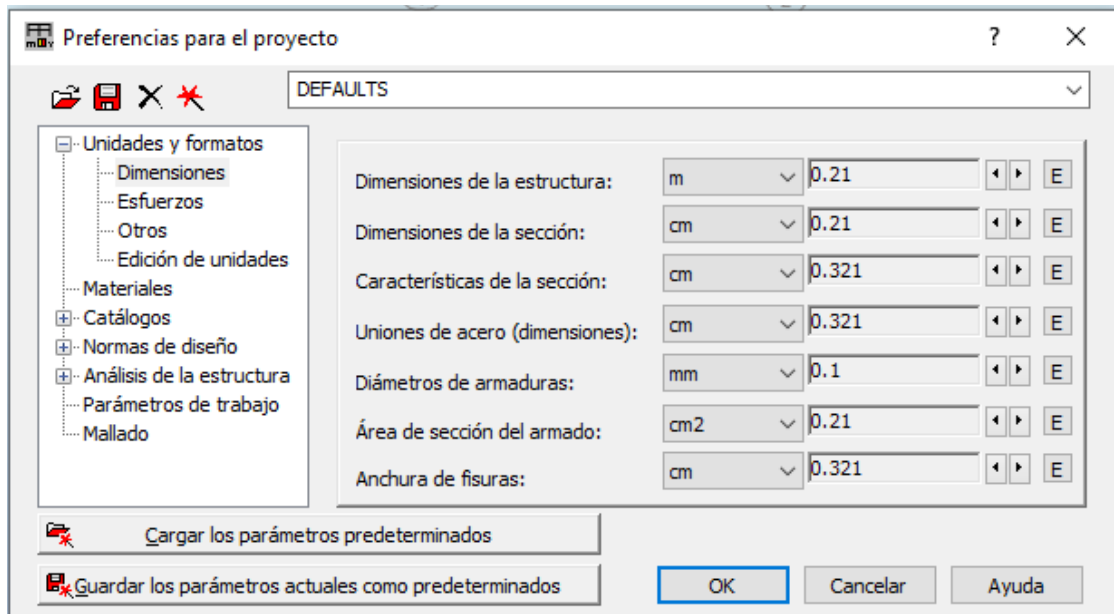 Preferencias para el proyecto
?
DEFAULTS
Unidades y formatos
Dimensiones
Esfuerzos
Otros
Edición de unidades
Materiales
Catálogos
Normas de diseño
Análisis de la estructura
Parámetros de trabajo
Mallado
Dimensiones de la estructura: m 0.21 E
Dimensiones de la sección: cm 0.21 E
Características de la sección: cm 0.321 E
Uniones de acero (dimensiones): cm 0.321 E
Diámetros de armaduras: mm 0.1 E
Área de sección del armado: cm2 0.21 E
Anchura de fisuras: cm 0.321 E
Cargar los parámetros predeterminados
Guardar los parámetros actuales como predeterminados
OK Cancelar Ayuda